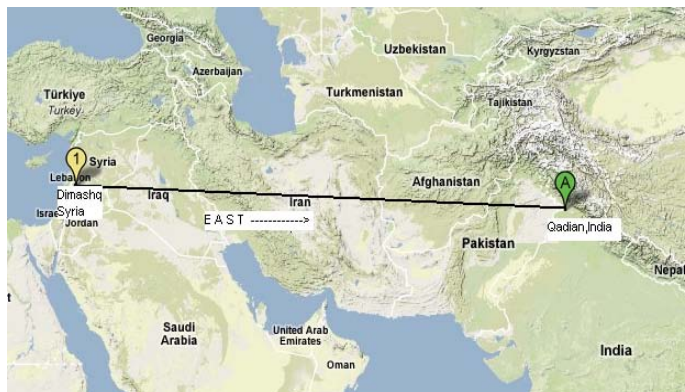 Georgia
Uzbekistan
Kyrgyzstan
Azerbaijan
Türkiye
Turkey
Turkmenistan
Tajikistan
1
A
Syria
Lebanon
Dimashq
Syria
Iraq
Iran
Afghanistan
E A S T ------------>
Jordan
Qadian,India
Pakistan
Nepal
Saudi
Arabia
United Arab
Emirates
Oman
India